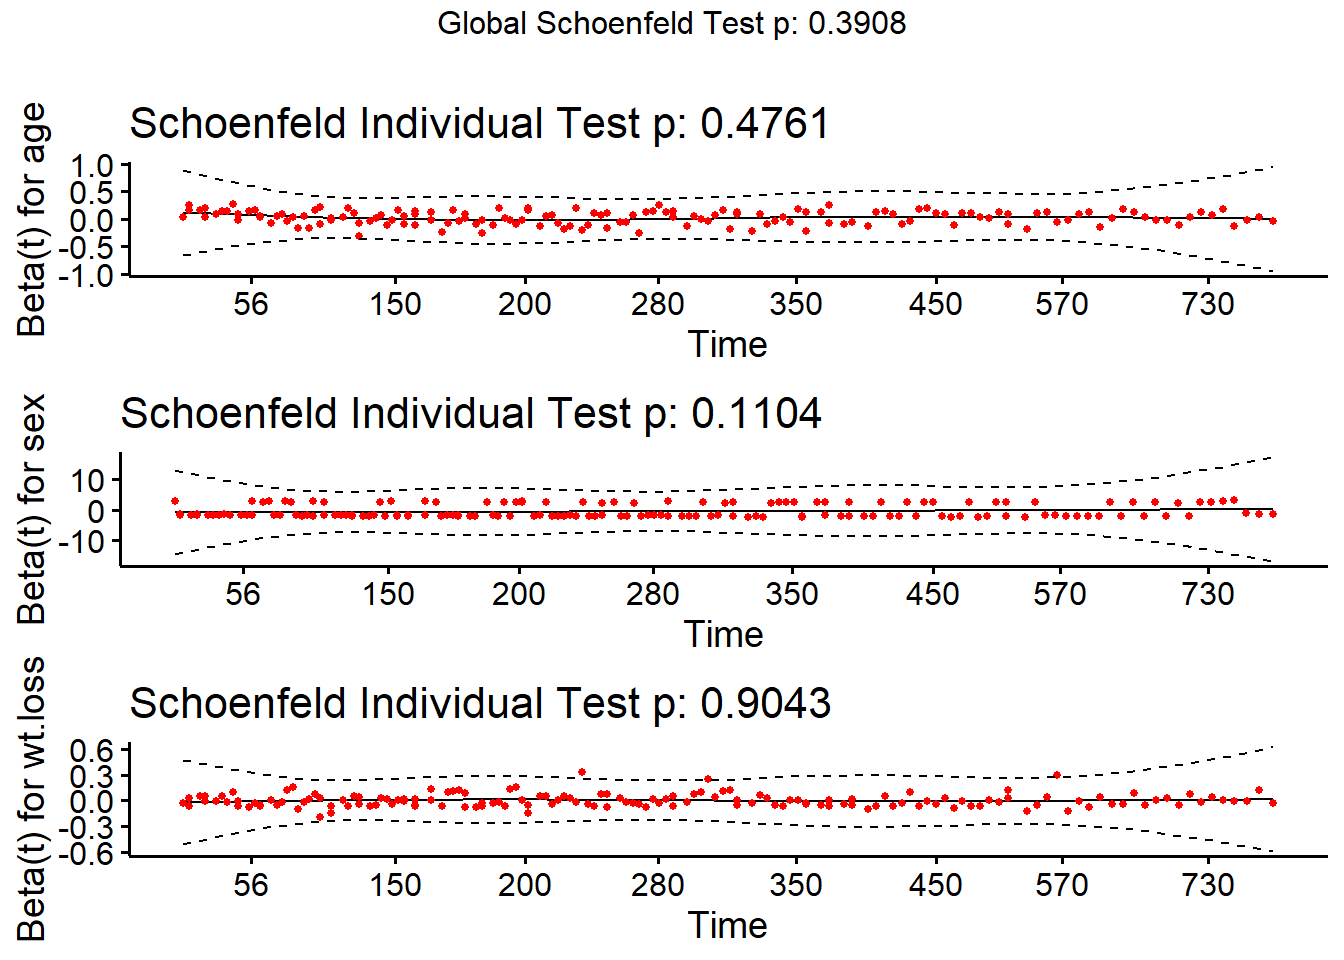 Global Schoenfeld Test p: 0.3908
Schoenfeld Individual Test p: 0.4761
Beta(t) for age
1.0
0.5
0.0
-0.5
-1.0
56 150 200 280 350 450 570 730
Time
Schoenfeld Individual Test p: 0.1104
Beta(t) for sex
10
0
-10
56 150 200 280 350 450 570 730
Time
Schoenfeld Individual Test p: 0.9043
Beta(t) for wt.loss
0.6
0.3
0.0
-0.3
-0.6
56 150 200 280 350 450 570 730
Time